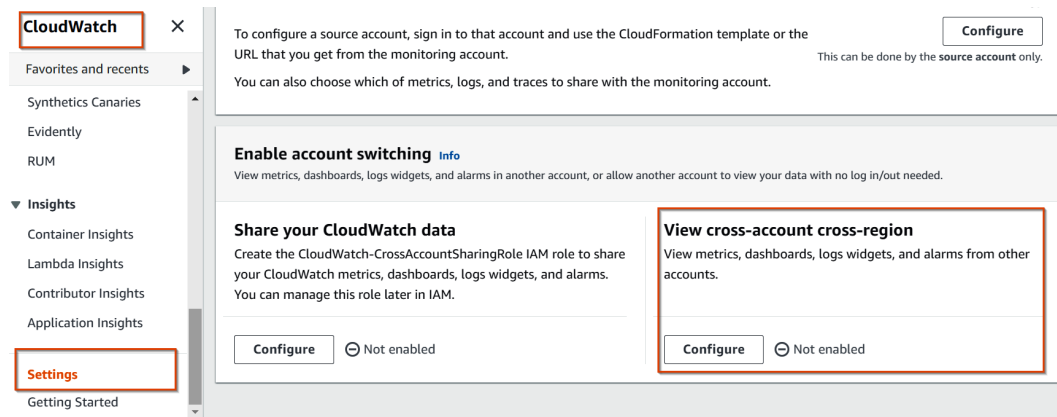 CloudWatch
Favorites and recents
Synthetics Canaries
Evidently
RUM
Insights
Container Insights
Lambda Insights
Contributor Insights
Application Insights
Settings
Getting Started
To configure a source account, sign in to that account and use the CloudFormation template or the
URL that you get from the monitoring account.
You can also choose which of metrics, logs, and traces to share with the monitoring account.
Configure
This can be done by the source account only.
Enable account switching Info
View metrics, dashboards, logs widgets, and alarms in another account, or allow another account to view your data with no log in/out needed.
Share your CloudWatch data
Create the CloudWatch-CrossAccountSharingRole IAM role to share
your CloudWatch metrics, dashboards, logs widgets, and alarms.
You can manage this role later in IAM.
Configure Not enabled
View cross-account cross-region
View metrics, dashboards, logs widgets, and alarms from other
accounts.
Configure Not enabled